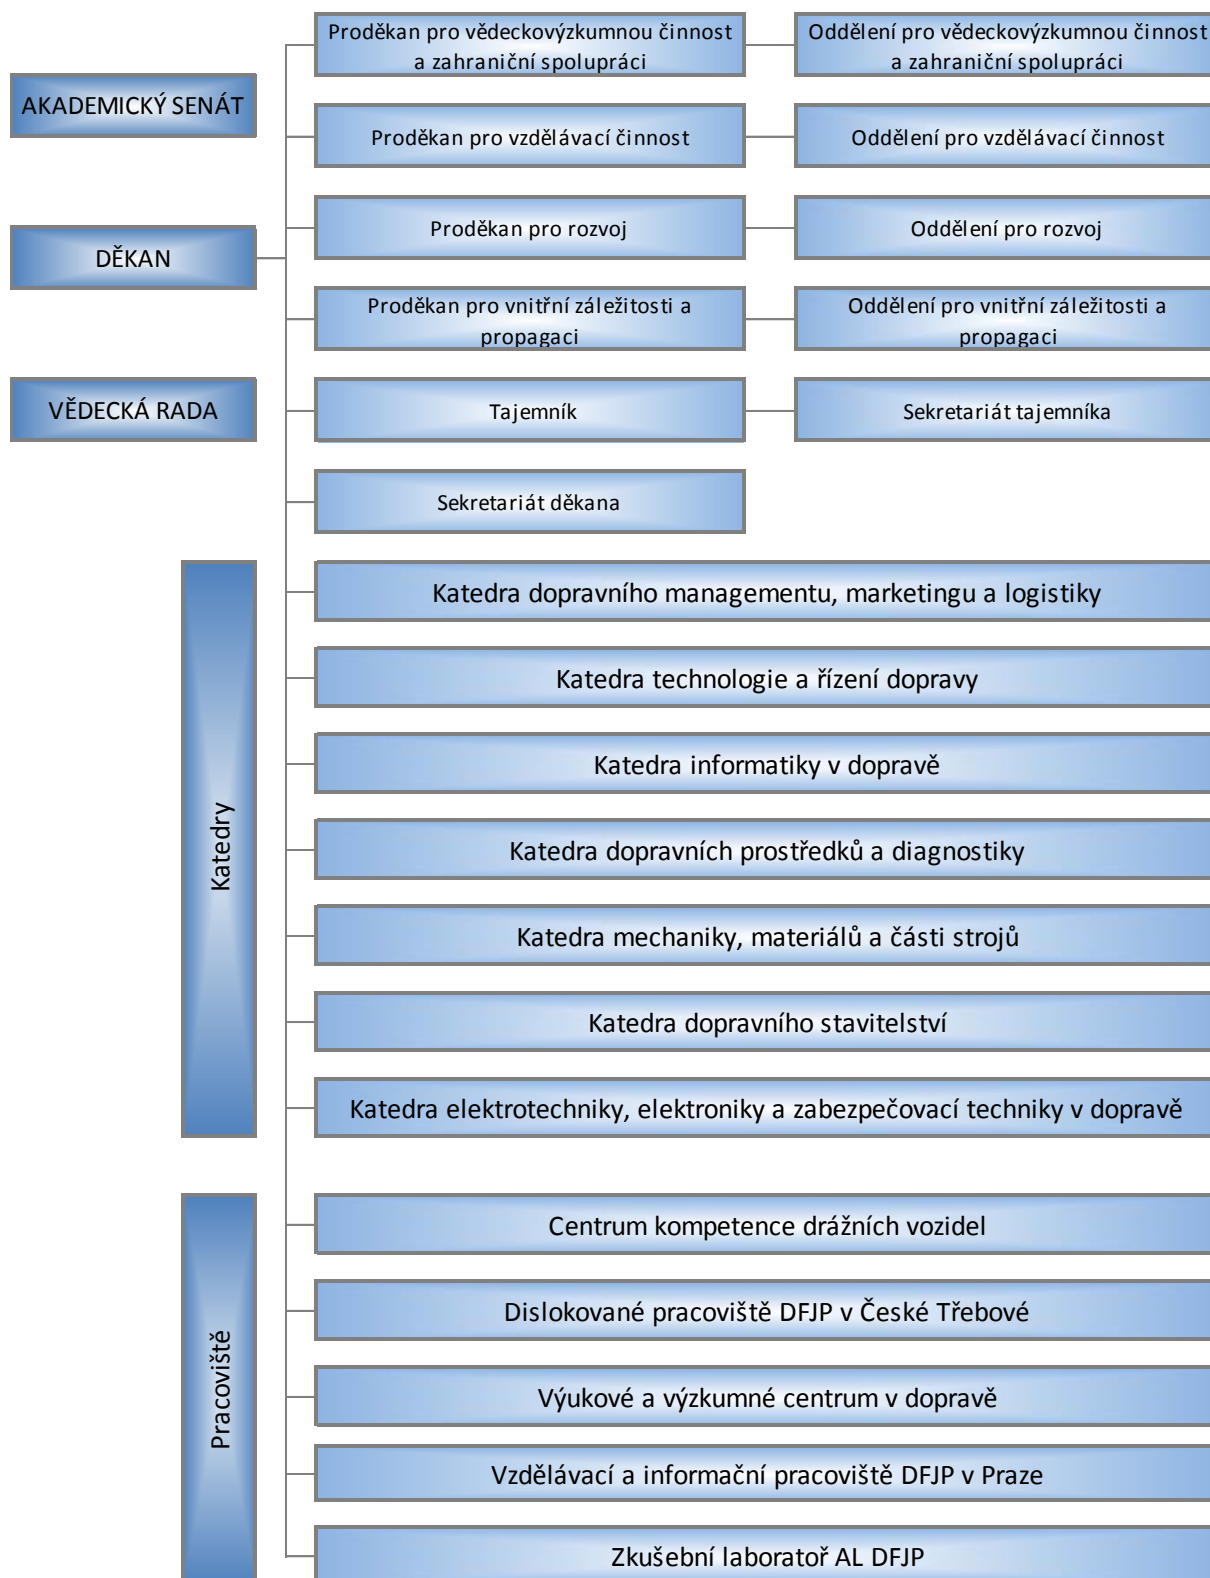 Proděkan pro vědeckovýzkumnou činnost
a zahraniční spolupráci
Oddělení pro vědeckovýzkumnou činnost
a zahraniční spolupráci
AKADEMICKÝ SENÁT
Proděkan pro vzdělávací činnost
Oddělení pro vzdělávací činnost
Proděkan pro rozvoj
Oddělení pro rozvoj
DĚKAN
Proděkan pro vnitřní záležitosti a
propagaci
Oddělení pro vnitřní záležitosti a
propagaci
VĚDECKÁ RADA
Tajemník
Sekretariát tajemníka
Sekretariát děkana
Katedry
Katedra dopravního managementu, marketingu a logistiky
Katedra technologie a řízení dopravy
Katedra informatiky v dopravě
Katedra dopravních prostředků a diagnostiky
Katedra mechaniky, materiálů a části strojů
Katedra dopravního stavitelství
Katedra elektrotechniky, elektroniky a zabezpečovací techniky v dopravě
Pracoviště
Centrum kompetence drážních vozidel
Dislokované pracoviště DFJP v České Třebové
Výukové a výzkumné centrum v dopravě
Vzdělávací a informační pracoviště DFJP v Praze
Zkušební laboratoř AL DFJP